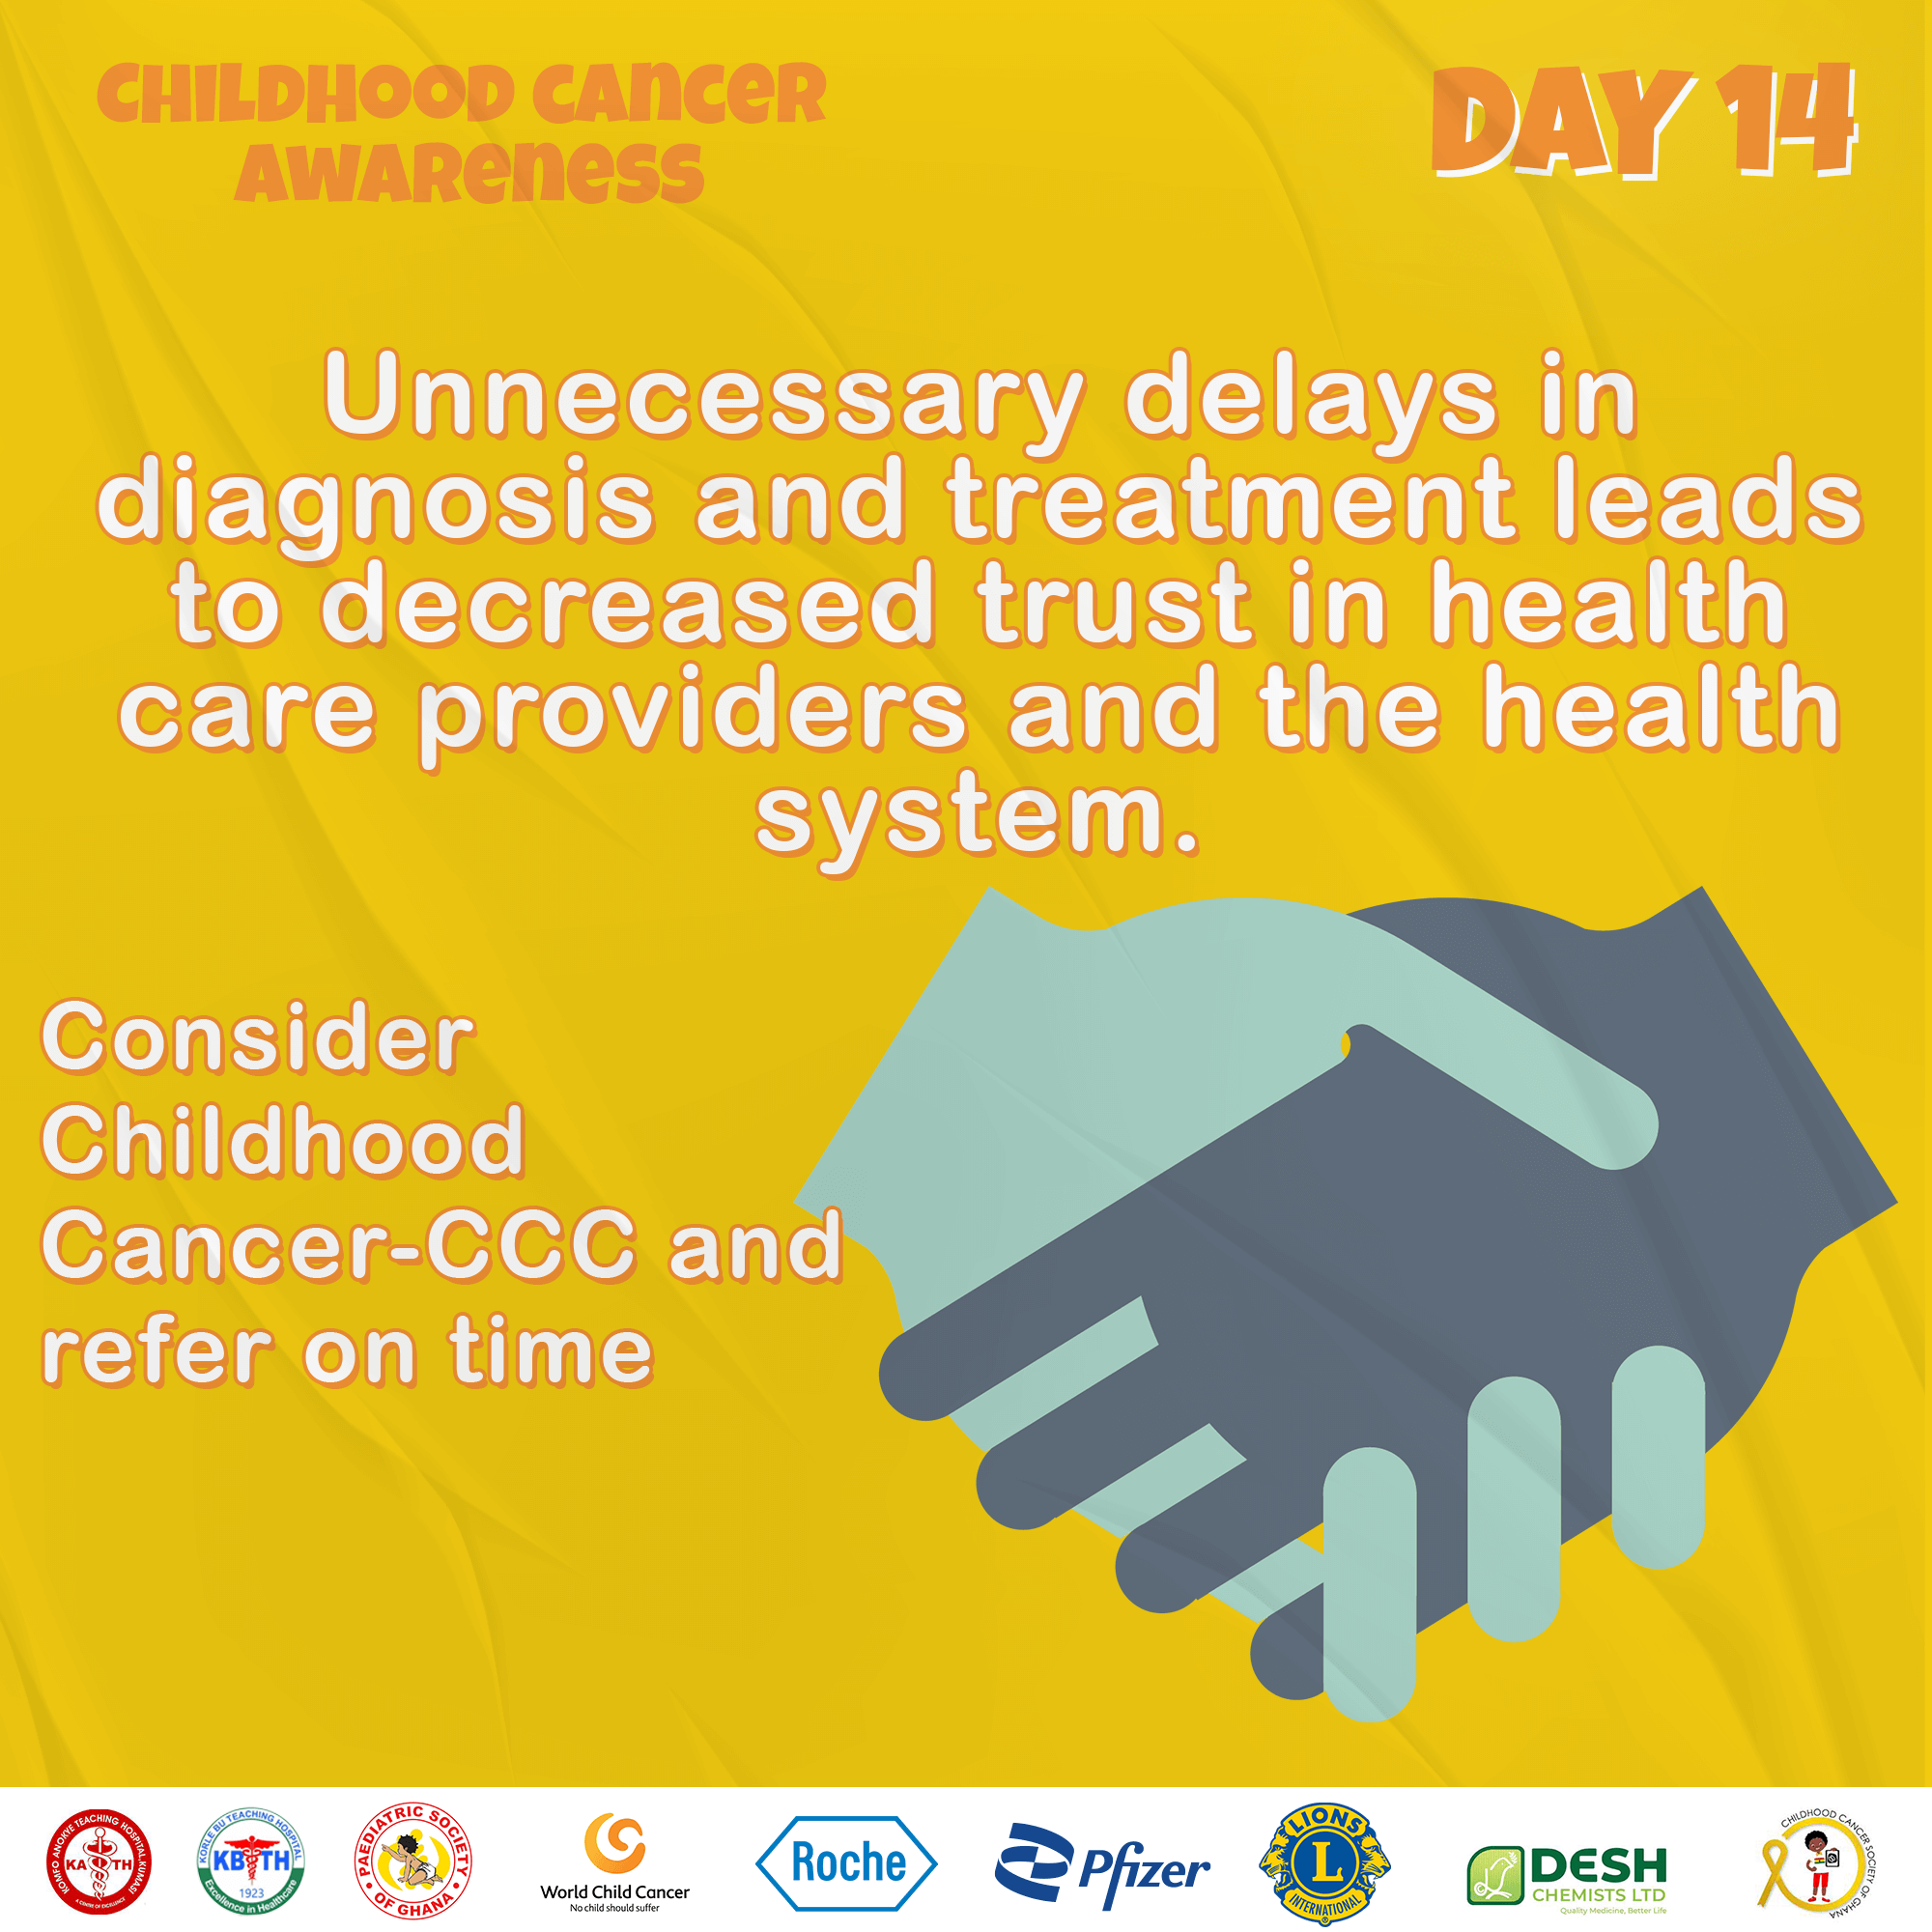 CHILDHOOD CANCER
AWARENESS
DAY 14
Unnecessary delays in
diagnosis and treatment leads
to decreased trust in health
care providers and the health
system.
Consider
Childhood
Cancer-CCC and
refer on time
KOMFO ANOKYE TEACHING HOSPITAL KUMASI
KATH
A CENTRE OF EXCELLENCE
KORLE BU TEACHING HOSPITAL
KBTH
1923
Excellence in Healthcare
PAEDIATRIC SOCIETY
OF GHANA
World Child Cancer
No child should suffer
Roche
Pfizer
LIONS
L
INTERNATIONAL
DESH
CHEMISTS LTD
Quality Medicine, Better Life
CHILDHOOD CANCER SOCIETY OF GHANA